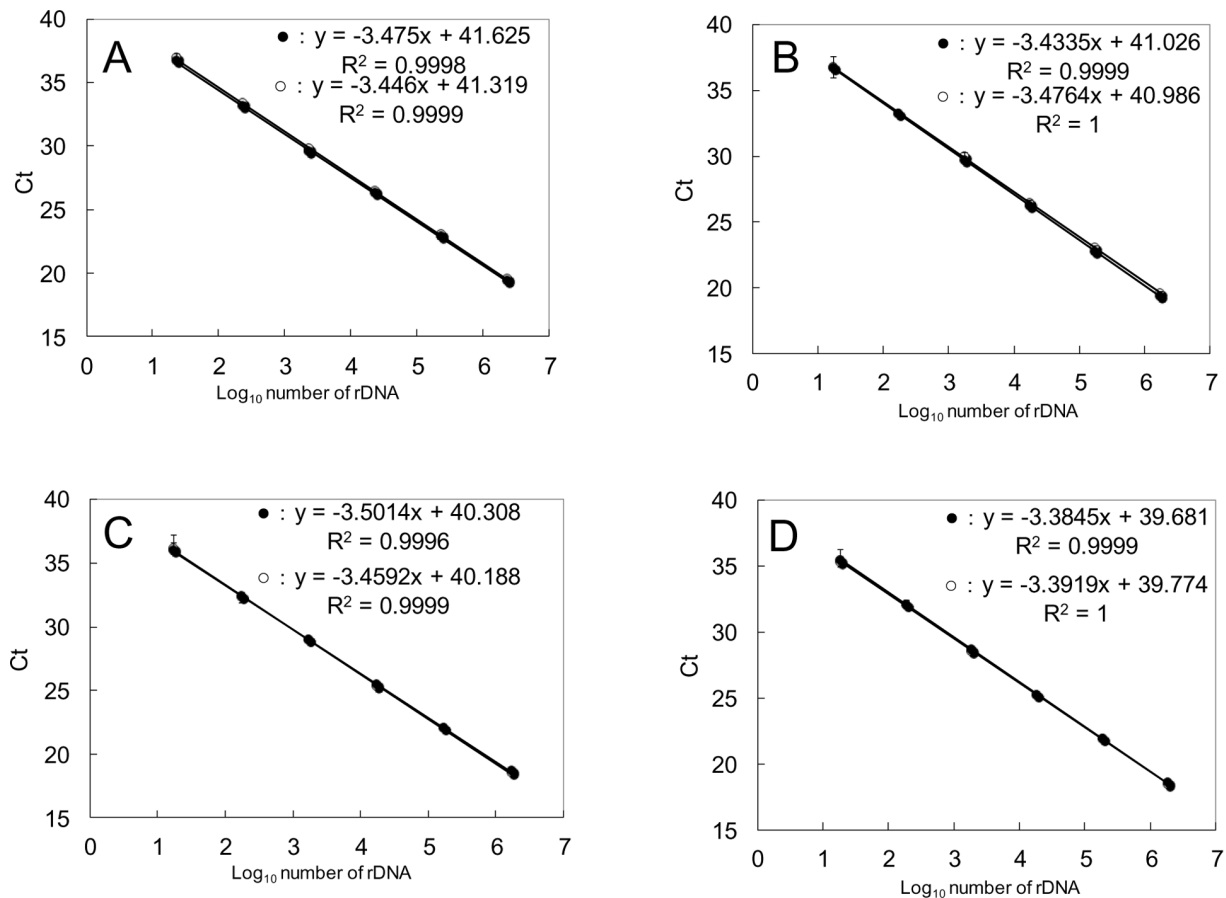 A
● : y = -3.475x + 41.625
R² = 0.9998
○ : y = -3.446x + 41.319
R² = 0.9999
40
35
30
25
20
15
Ct
0 1 2 3 4 5 6 7
Log₁₀ number of rDNA
B
● : y = -3.4335x + 41.026
R² = 0.9999
○ : y = -3.4764x + 40.986
R² = 1
40
35
30
25
20
15
Ct
0 1 2 3 4 5 6 7
Log₁₀ number of rDNA
C
● : y = -3.5014x + 40.308
R² = 0.9996
○ : y = -3.4592x + 40.188
R² = 0.9999
40
35
30
25
20
15
Ct
0 1 2 3 4 5 6 7
Log₁₀ number of rDNA
D
● : y = -3.3845x + 39.681
R² = 0.9999
○ : y = -3.3919x + 39.774
R² = 1
40
35
30
25
20
15
Ct
0 1 2 3 4 5 6 7
Log₁₀ number of rDNA